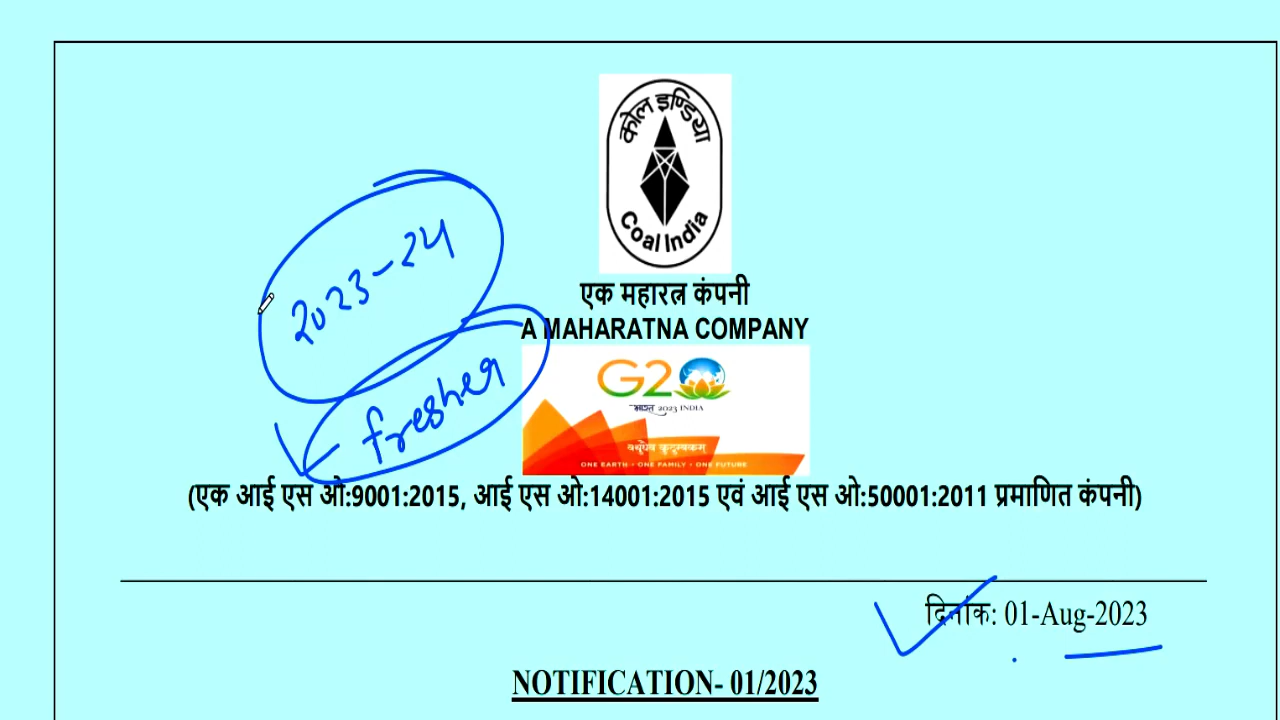 कोल इण्डिया
Coal India
एक महारत्न कंपनी
A MAHARATNA COMPANY
2023-24
G20
भारत 2023 INDIA
fresher
वसुधैव कुटुम्बकम्
ONE EARTH • ONE FAMILY • ONE FUTURE
(एक आई एस ओ:9001:2015, आई एस ओ:14001:2015 एवं आई एस ओ:50001:2011 प्रमाणित कंपनी)
दिनांक: 01-Aug-2023
NOTIFICATION- 01/2023